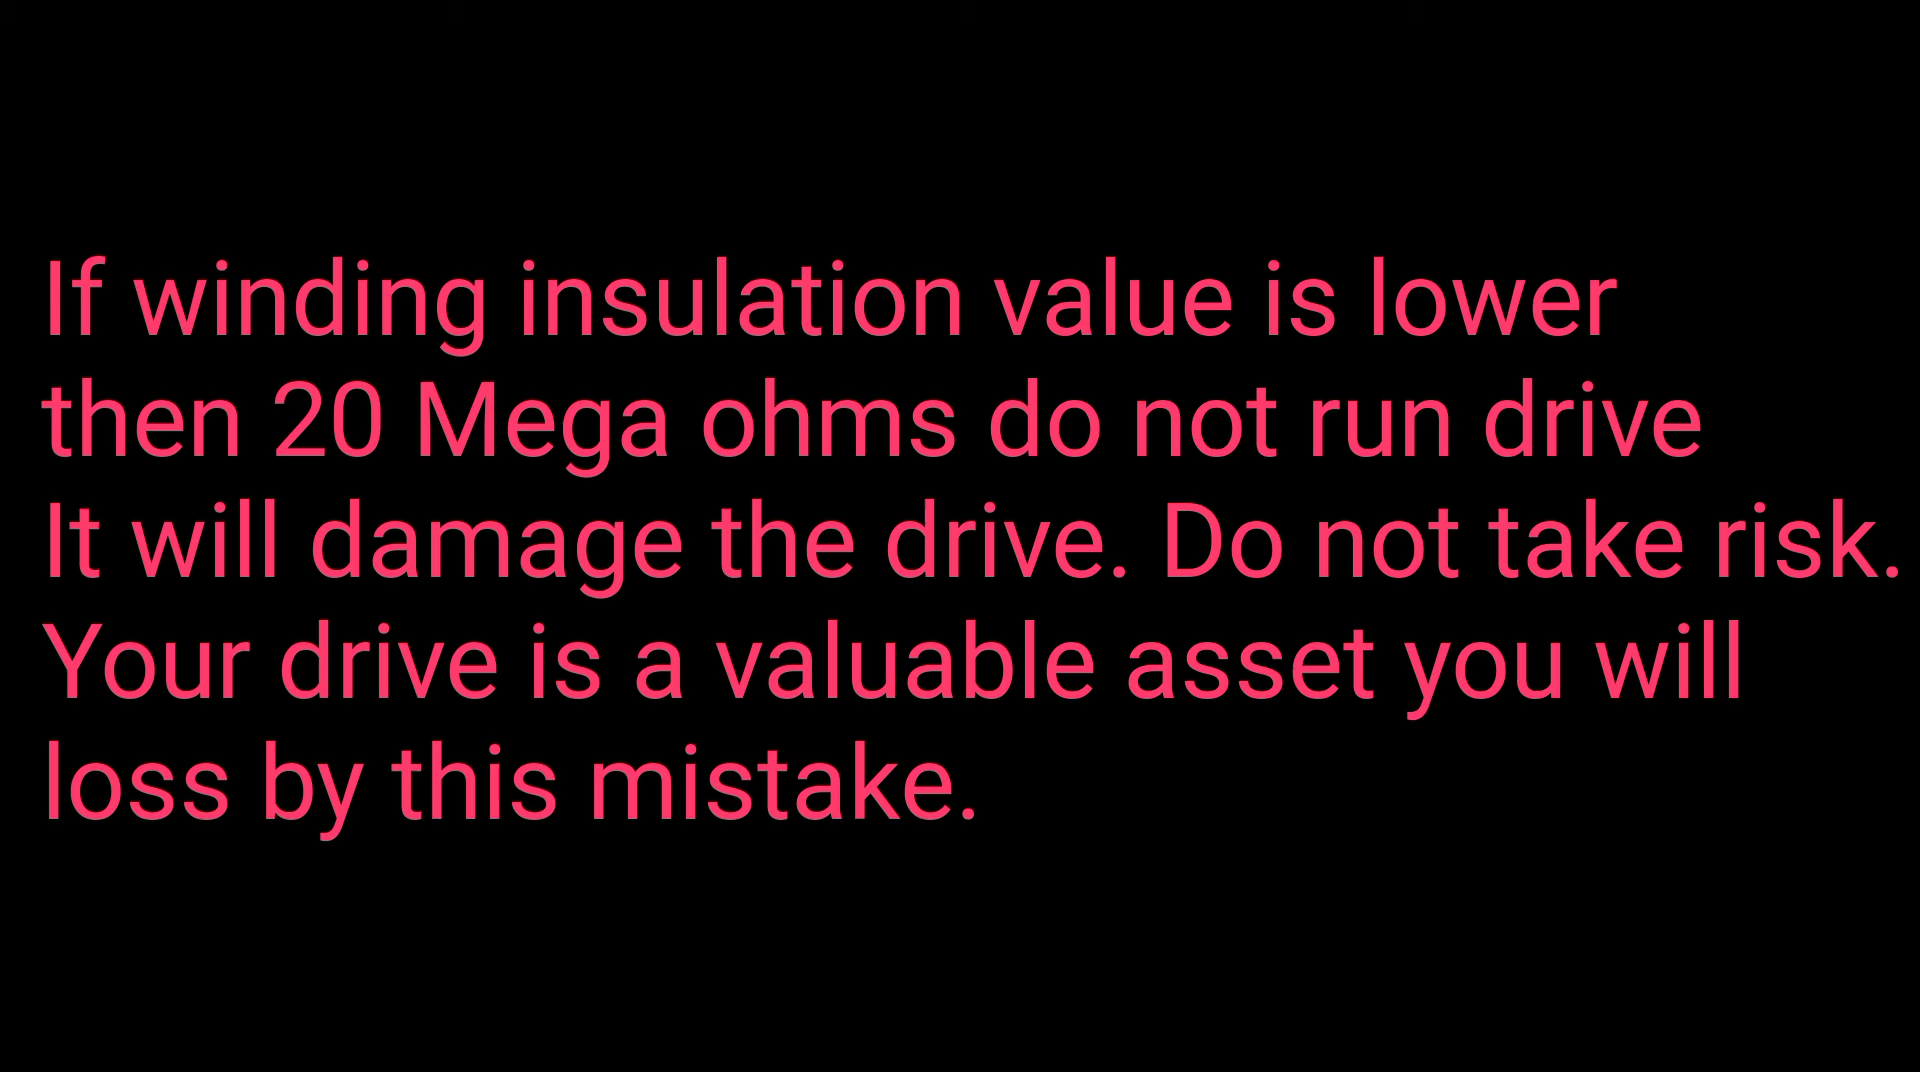 If winding insulation value is lower
then 20 Mega ohms do not run drive
It will damage the drive. Do not take risk.
Your drive is a valuable asset you will
loss by this mistake.